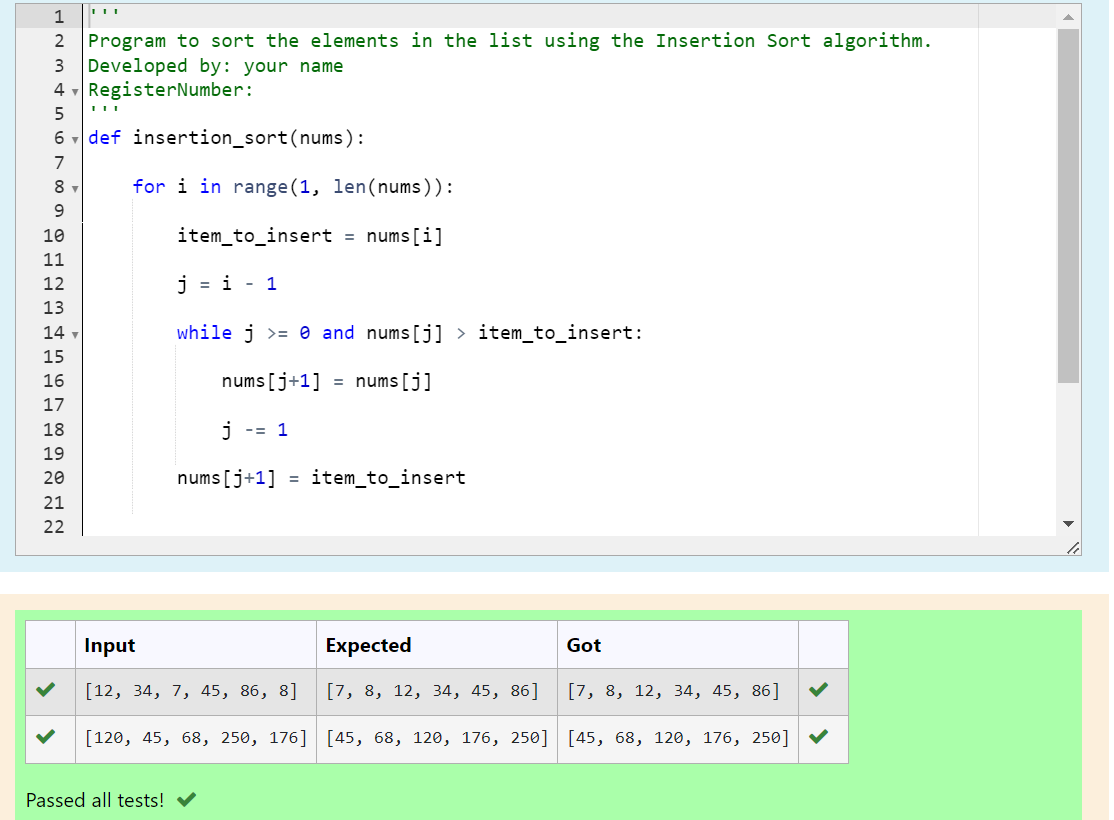 1 '''
2 Program to sort the elements in the list using the Insertion Sort algorithm.
3 Developed by: your name
4 RegisterNumber:
5 '''
6 def insertion_sort(nums):
7
8     for i in range(1, len(nums)):
9
10         item_to_insert = nums[i]
11
12         j = i - 1
13
14         while j >= 0 and nums[j] > item_to_insert:
15
16             nums[j+1] = nums[j]
17
18             j -= 1
19
20         nums[j+1] = item_to_insert
21
22
Input Expected Got
[12, 34, 7, 45, 86, 8] [7, 8, 12, 34, 45, 86] [7, 8, 12, 34, 45, 86]
[120, 45, 68, 250, 176] [45, 68, 120, 176, 250] [45, 68, 120, 176, 250]
Passed all tests!